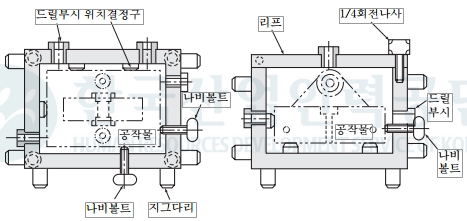 드릴부시 위치결정구
리프
1/4회전나사
나비볼트
공작물
나비볼트
지그다리
드릴
부시
공작물
나비
볼트